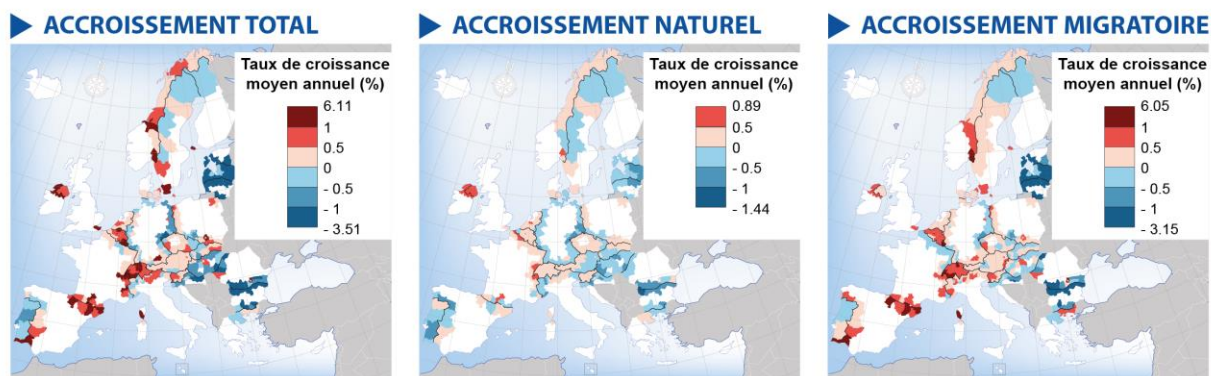 ACCROISSEMENT TOTAL
Taux de croissance
moyen annuel (%)
6.11
1
0.5
0
- 0.5
- 1
- 3.51
ACCROISSEMENT NATUREL
Taux de croissance
moyen annuel (%)
0.89
0.5
0
- 0.5
- 1
- 1.44
ACCROISSEMENT MIGRATOIRE
Taux de croissance
moyen annuel (%)
6.05
1
0.5
0
- 0.5
- 1
- 3.15